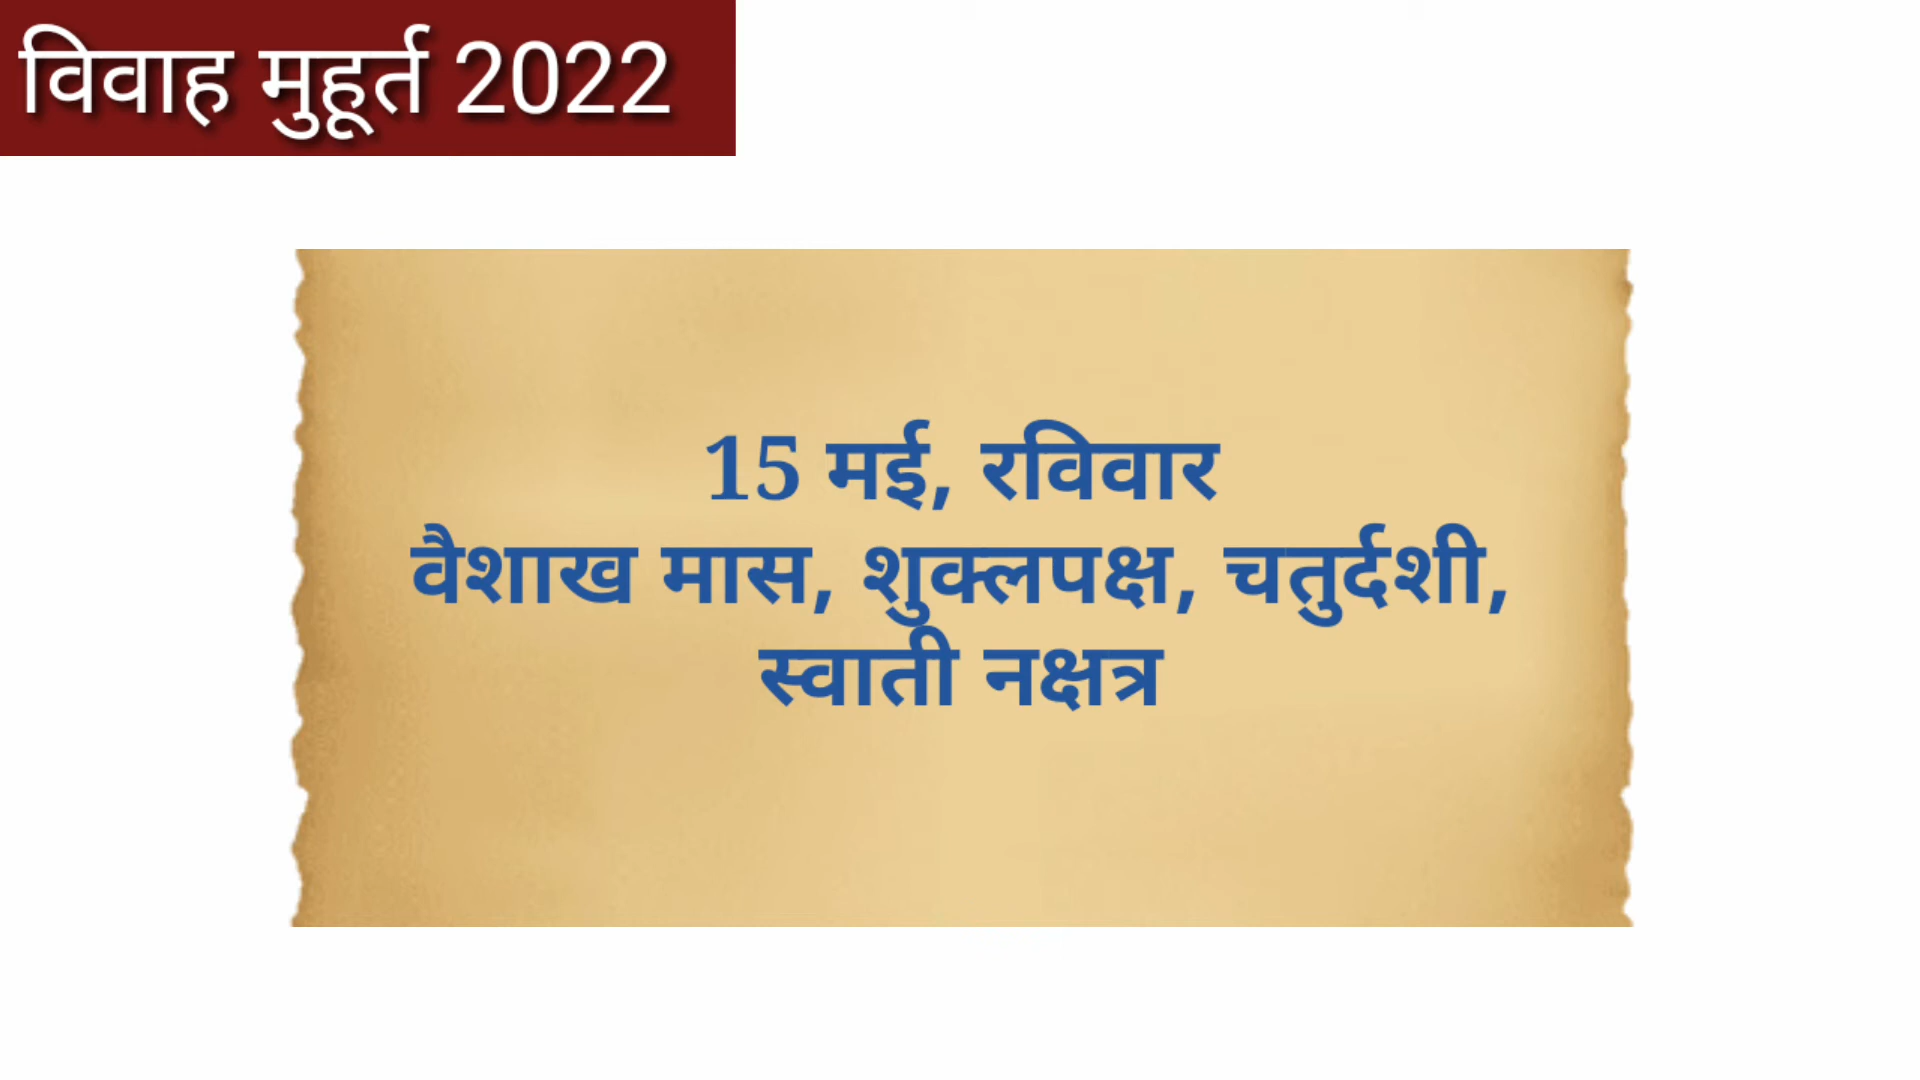 विवाह मुहूर्त 2022
15 मई, रविवार
वैशाख मास, शुक्लपक्ष, चतुर्दशी,
स्वाती नक्षत्र